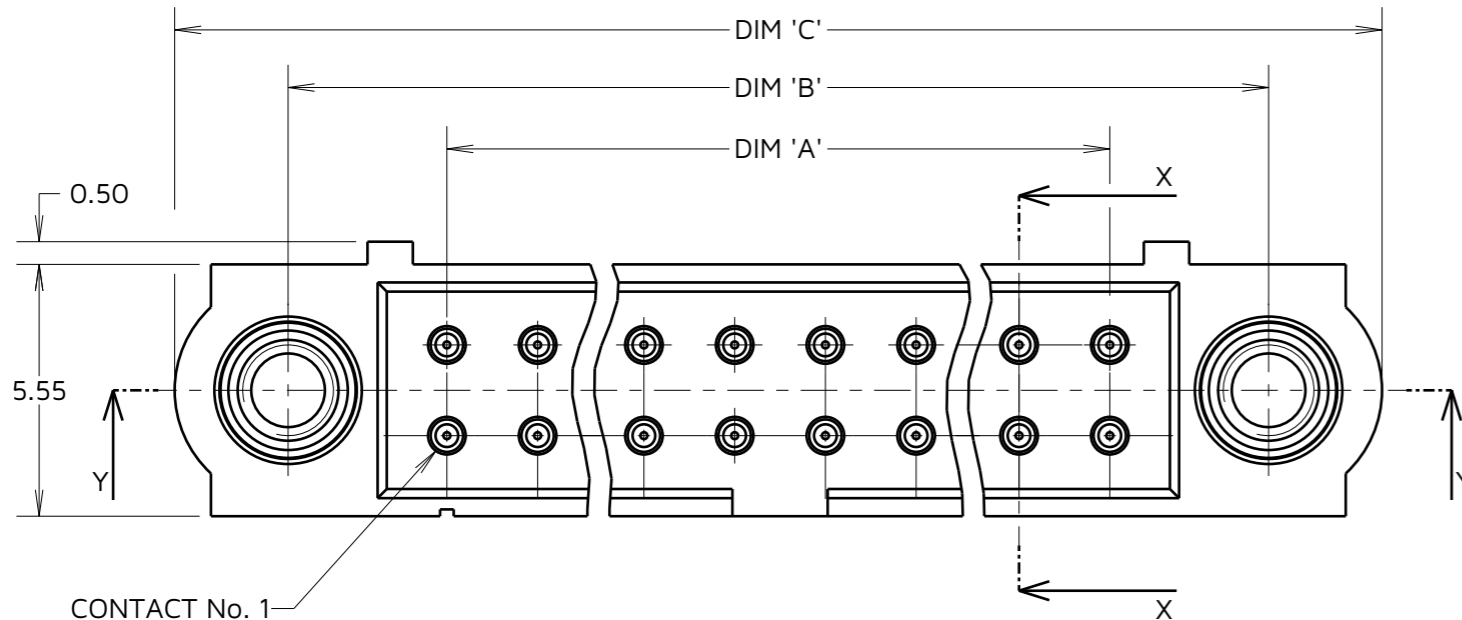 DIM 'C'
DIM 'B'
DIM 'A'
X
0.50
5.55
Y
Y
CONTACT No. 1
X